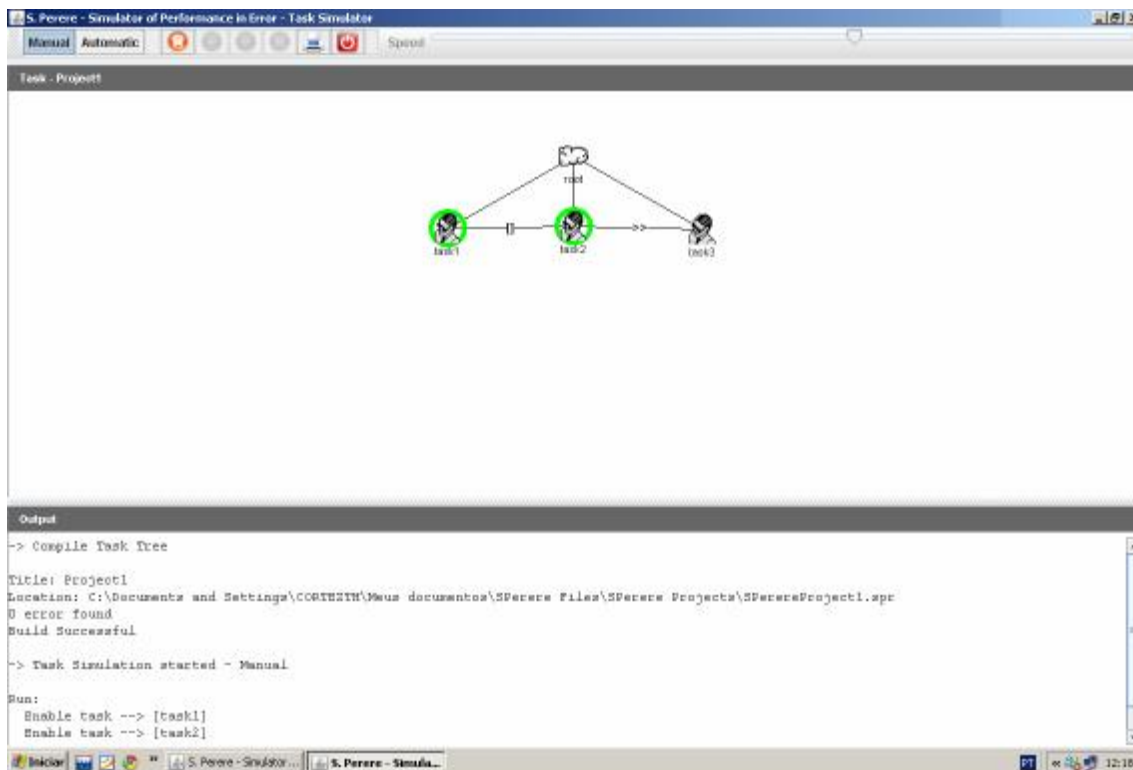 S. Perere - Simulator of Performance in Error - Task Simulator
Manual Automatic Speed
Task - Project1
root
[]
>>
task1
task2
task3
Output
-> Compile Task Tree
Title: Project1
Location: C:\Documents and Settings\CORTEZTH\Meus documentos\SPerere Files\SPerere Projects\SPerereProject1.spr
0 error found
Build Successful
-> Task Simulation started - Manual
Run:
Enable task --> [task1]
Enable task --> [task2]
Iniciar » S. Perere - Simulator ... S. Perere - Simula... PT « 12:18